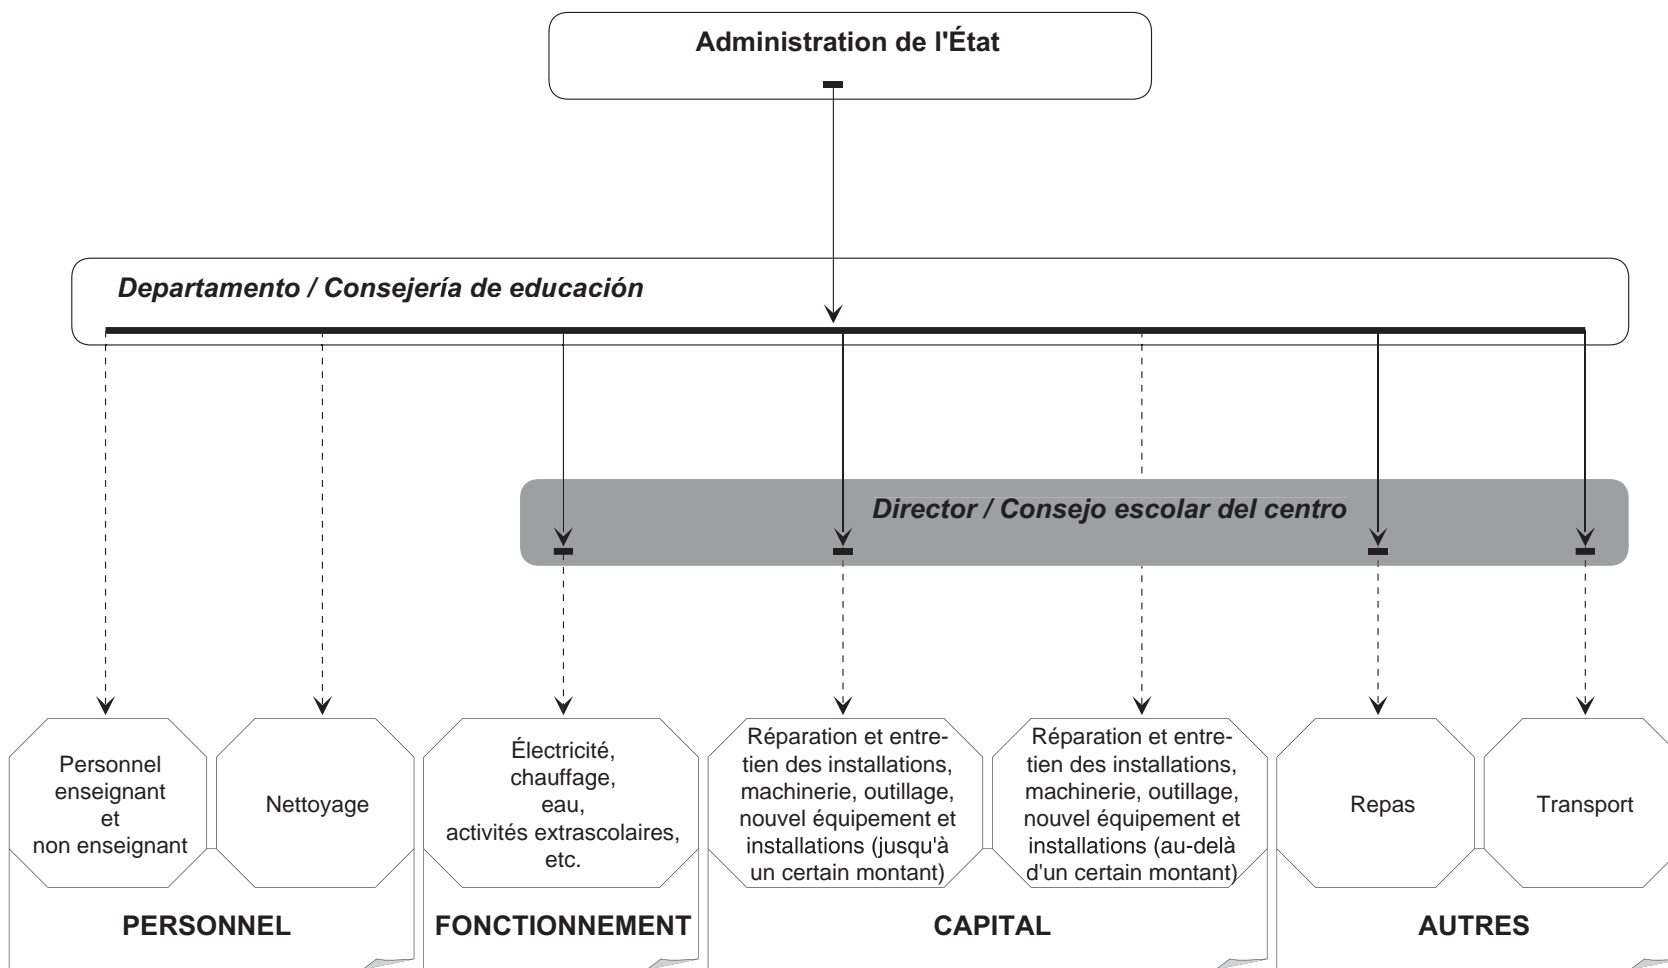 Administration de l'État
Departamento / Consejería de educación
Director / Consejo escolar del centro
Personnel
enseignant
et
non enseignant
Nettoyage
Électricité,
chauffage,
eau,
activités extrascolaires,
etc.
Réparation et entre-
tien des installations,
machinerie, outillage,
nouvel équipement et
installations (jusqu'à
un certain montant)
Réparation et entre-
tien des installations,
machinerie, outillage,
nouvel équipement et
installations (au-delà
d'un certain montant)
Repas
Transport
PERSONNEL
FONCTIONNEMENT
CAPITAL
AUTRES